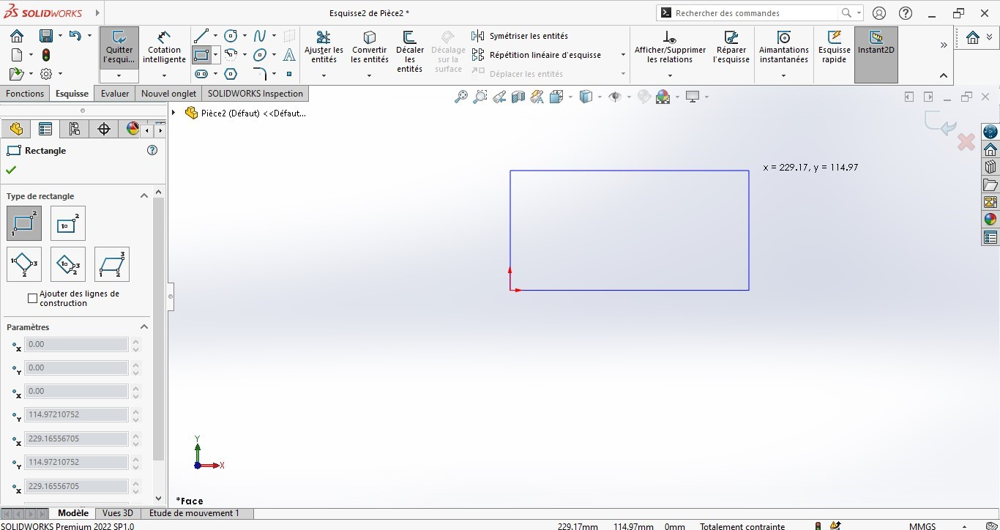 SOLIDWORKS
Esquisse2 de Pièce2 *
Rechercher des commandes
Quitter
l'esqui...
Cotation
intelligente
Ajuster les
entités
Convertir
les entités
Décaler
les
entités
Décalage
sur la
surface
Symétriser les entités
Répétition linéaire d'esquisse
Déplacer les entités
Afficher/Supprimer
les relations
Réparer
l'esquisse
Aimantations
instantanées
Esquisse
rapide
Instant2D
Fonctions
Esquisse
Evaluer
Nouvel onglet
SOLIDWORKS Inspection
Pièce2 (Défaut) <<Défaut...
Rectangle
Type de rectangle
Ajouter des lignes de
construction
Paramètres
x 0.00
Y 0.00
x 0.00
Y 114.97210752
x 229.16556705
Y 114.97210752
x 229.16556705
x = 229.17, y = 114.97
Y
X
*Face
Modèle
Vues 3D
Etude de mouvement 1
SOLIDWORKS Premium 2022 SP1.0
229.17mm
114.97mm
0mm
Totalement contrainte
MMGS